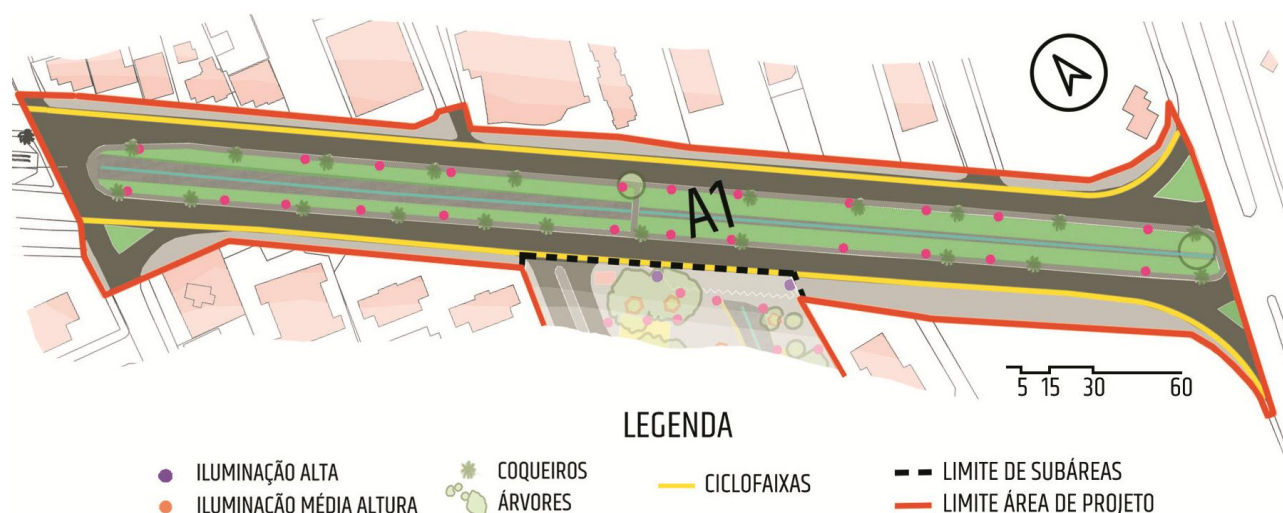 A1
5 15 30 60
LEGENDA
ILUMINAÇÃO ALTA
ILUMINAÇÃO MÉDIA ALTURA
COQUEIROS
ÁRVORES
CICLOFAIXAS
LIMITE DE SUBÁREAS
LIMITE ÁREA DE PROJETO